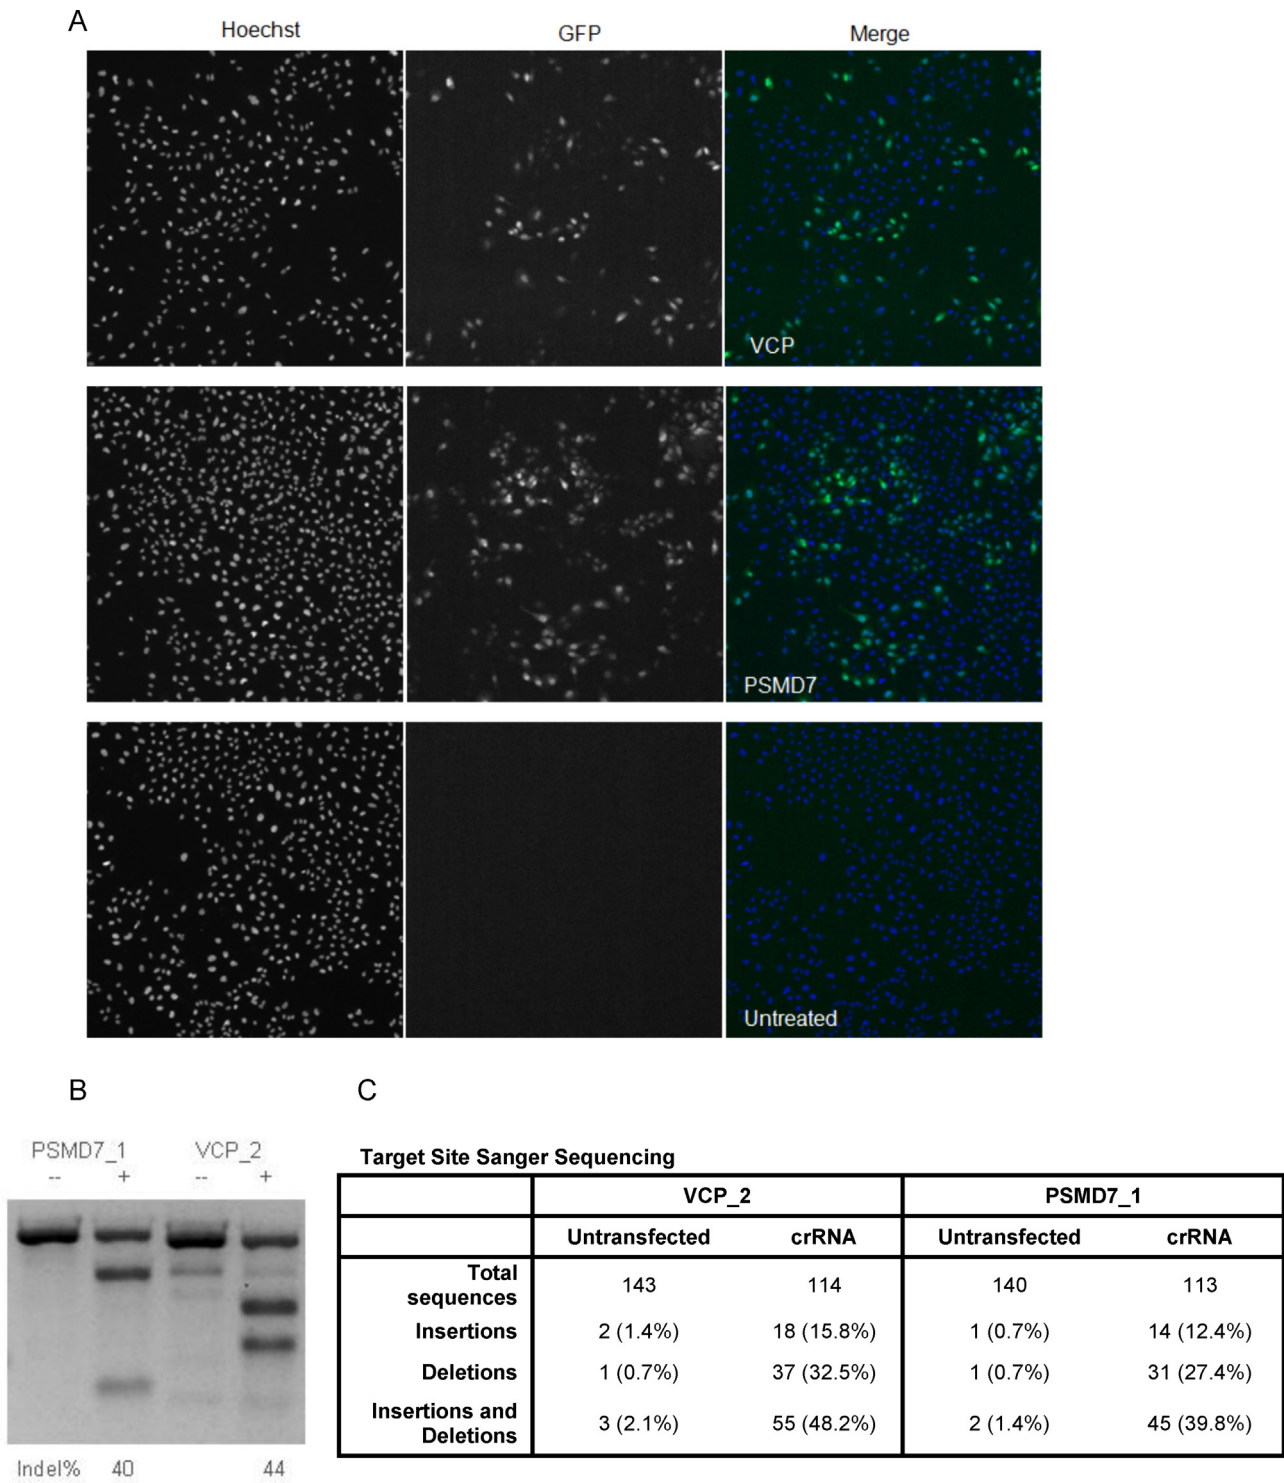 A
Hoechst GFP Merge
VCP
PSMD7
Untreated
B
PSMD7_1 VCP_2
-- + -- +
Indel% 40 44
C
Target Site Sanger Sequencing
VCP_2 PSMD7_1
Untransfected crRNA Untransfected crRNA
Total
sequences 143 114 140 113
Insertions 2 (1.4%) 18 (15.8%) 1 (0.7%) 14 (12.4%)
Deletions 1 (0.7%) 37 (32.5%) 1 (0.7%) 31 (27.4%)
Insertions and
Deletions 3 (2.1%) 55 (48.2%) 2 (1.4%) 45 (39.8%)